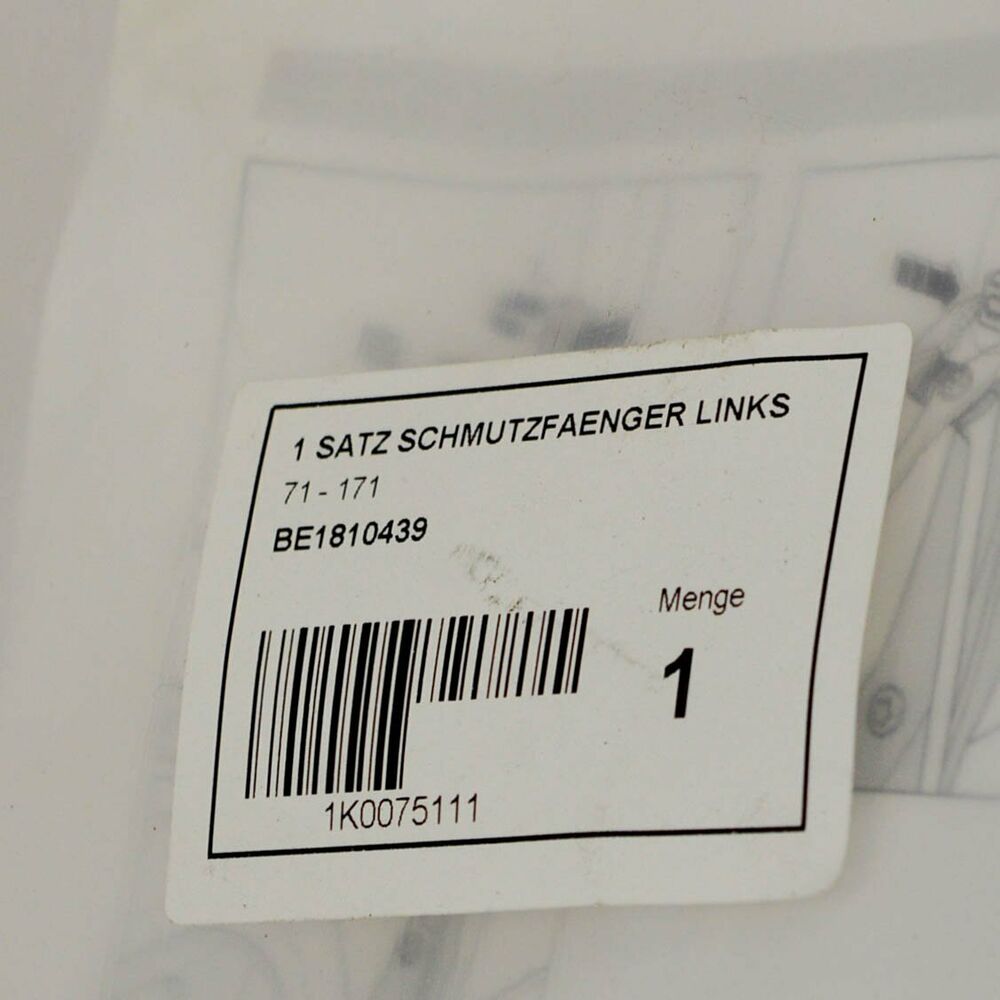 1 SATZ SCHMUTZFAENGER LINKS
71 - 171
BE1810439
Menge
1
1K0075111